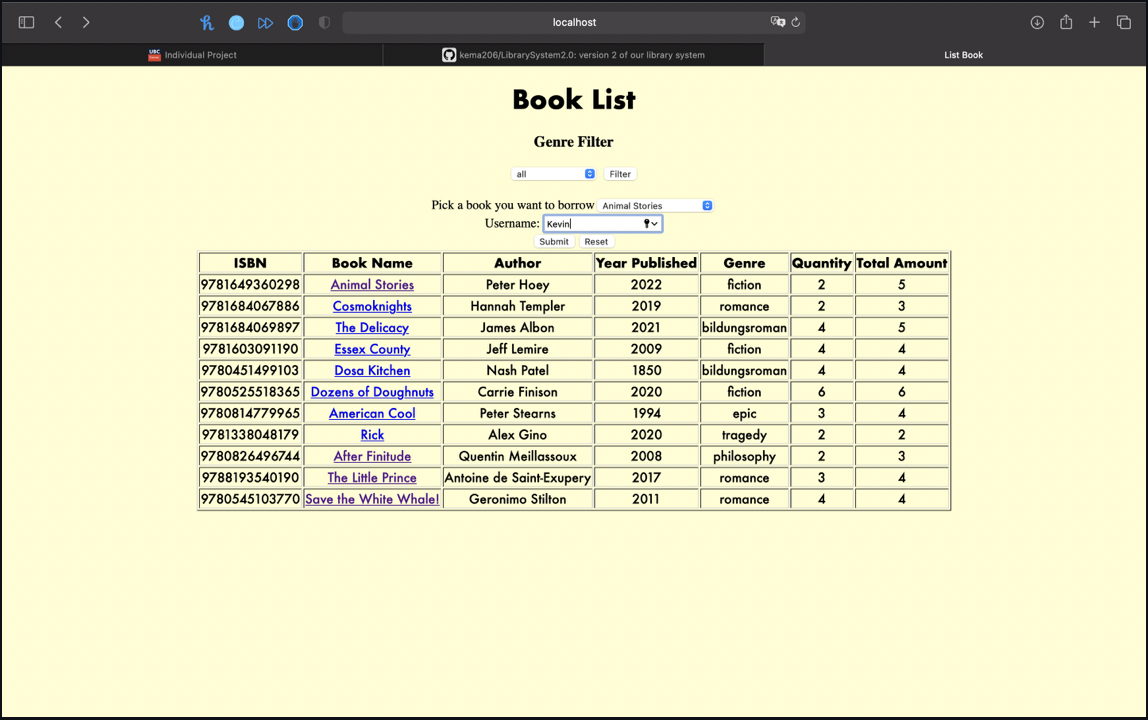 localhost
UBC Individual Project
kema206/LibrarySystem2.0: version 2 of our library system
List Book
Book List
Genre Filter
all Filter
Pick a book you want to borrow Animal Stories
Username: Kevin
Submit Reset
ISBN Book Name Author Year Published Genre Quantity Total Amount
9781649360298 Animal Stories Peter Hoey 2022 fiction 2 5
9781684067886 Cosmoknights Hannah Templer 2019 romance 2 3
9781684069897 The Delicacy James Albon 2021 bildungsroman 4 5
9781603091190 Essex County Jeff Lemire 2009 fiction 4 4
9780451499103 Dosa Kitchen Nash Patel 1850 bildungsroman 4 4
9780525518365 Dozens of Doughnuts Carrie Finison 2020 fiction 6 6
9780814779965 American Cool Peter Stearns 1994 epic 3 4
9781338048179 Rick Alex Gino 2020 tragedy 2 2
9780826496744 After Finitude Quentin Meillassoux 2008 philosophy 2 3
9788193540190 The Little Prince Antoine de Saint-Exupery 2017 romance 3 4
9780545103770 Save the White Whale! Geronimo Stilton 2011 romance 4 4